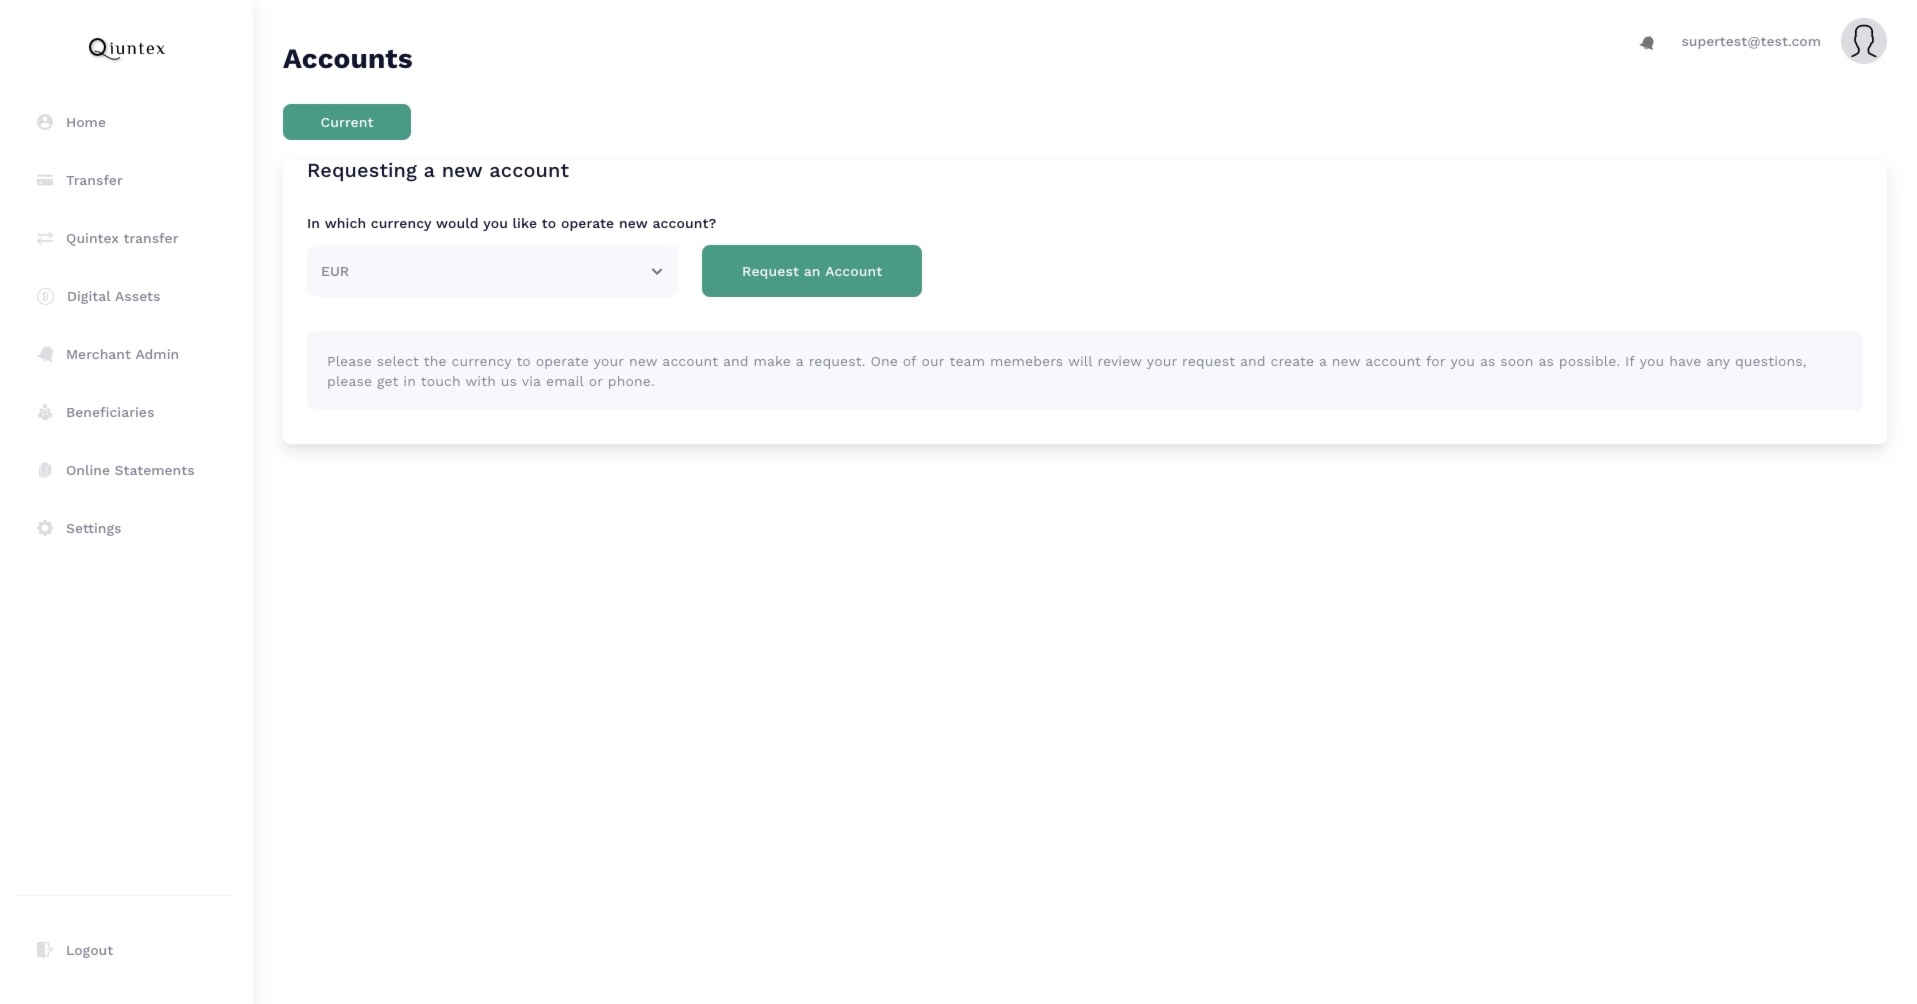 Qiuntex
Home
Transfer
Quintex transfer
Digital Assets
Merchant Admin
Beneficiaries
Online Statements
Settings
Logout
supertest@test.com
Accounts
Current
Requesting a new account
In which currency would you like to operate new account?
EUR
Request an Account
Please select the currency to operate your new account and make a request. One of our team memebers will review your request and create a new account for you as soon as possible. If you have any questions,
please get in touch with us via email or phone.